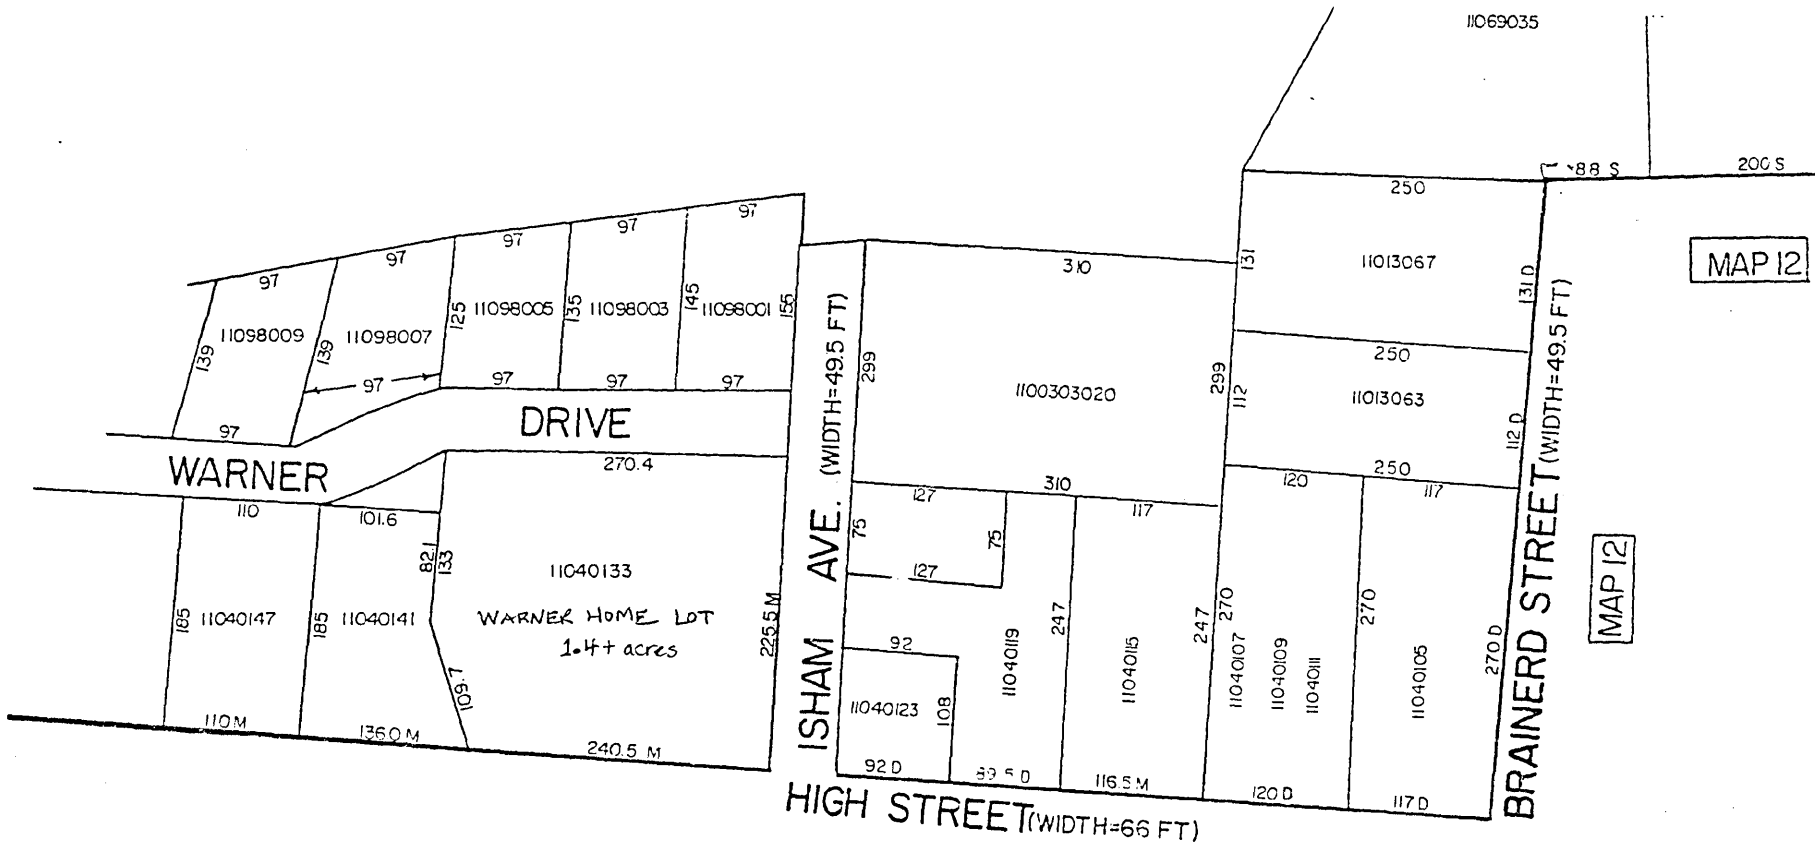 11069035
88 S
200 S
250
97
97
97
97
97
310
131
11013067
131 D
MAP 12
139
11098009
139
11098007
125
11098005
135
11098003
145
11098001
155
97
97
97
97
97
299
(WIDTH=49.5 FT)
1100303020
299
250
112
11013063
112 D
(WIDTH=49.5 FT)
WARNER
DRIVE
270.4
110
101.6
127
310
117
120
250
117
75
75
127
82.1
133
11040133
WARNER HOME LOT
1.4+ acres
225.5 M
185
11040147
185
11040141
109.7
ISHAM AVE.
92
11040123
108
11040119
247
11040115
247
270
11040107
11040109
11040111
270
11040105
270 D
BRAINERD STREET
MAP 12
110 M
136.0 M
240.5 M
92 D
89.5 D
116.5 M
120 D
117 D
HIGH STREET (WIDTH=66 FT)